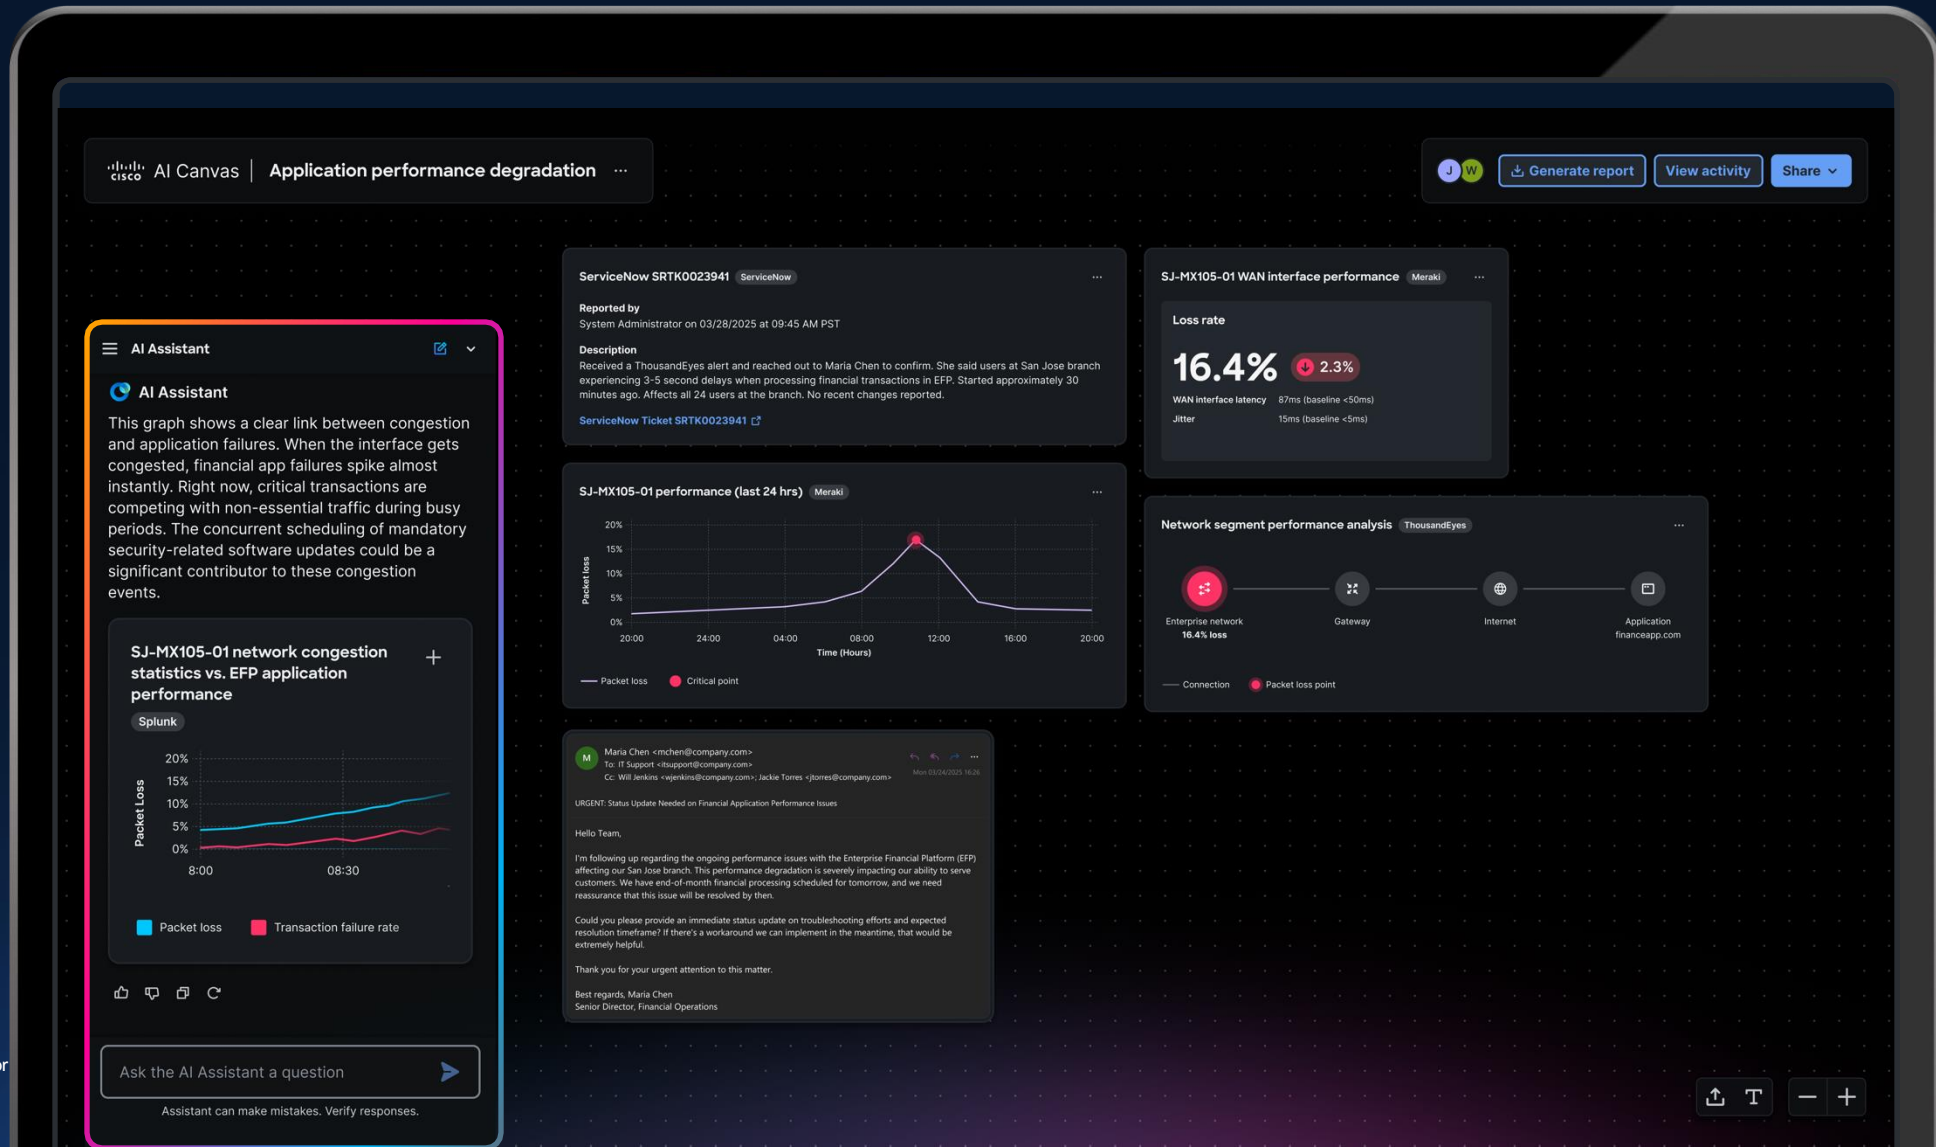 CISCO AI Canvas | Application performance degradation ...
J W Generate report View activity Share
AI Assistant
AI Assistant
This graph shows a clear link between congestion
and application failures. When the interface gets
congested, financial app failures spike almost
instantly. Right now, critical transactions are
competing with non-essential traffic during busy
periods. The concurrent scheduling of mandatory
security-related software updates could be a
significant contributor to these congestion
events.
SJ-MX105-01 network congestion
statistics vs. EFP application
performance
Splunk
Packet Loss
20%
15%
10%
5%
0%
8:00 08:30
Packet loss Transaction failure rate
Ask the AI Assistant a question
Assistant can make mistakes. Verify responses.
or
ServiceNow SRTK0023941 ServiceNow
Reported by
System Administrator on 03/28/2025 at 09:45 AM PST
Description
Received a ThousandEyes alert and reached out to Maria Chen to confirm. She said users at San Jose branch
experiencing 3-5 second delays when processing financial transactions in EFP. Started approximately 30
minutes ago. Affects all 24 users at the branch. No recent changes reported.
ServiceNow Ticket SRTK0023941
SJ-MX105-01 performance (last 24 hrs) Meraki
Packet loss
20%
15%
10%
5%
0%
20:00 24:00 04:00 08:00 12:00 16:00 20:00
Time (Hours)
Packet loss Critical point
M
Maria Chen <mchen@company.com>
To: IT Support <itsupport@company.com>
Cc: Will Jenkins <wjenkins@company.com>; Jackie Torres <jtorres@company.com>
Mon 03/24/2025 16:26
URGENT: Status Update Needed on Financial Application Performance Issues
Hello Team,
I'm following up regarding the ongoing performance issues with the Enterprise Financial Platform (EFP)
affecting our San Jose branch. This performance degradation is severely impacting our ability to serve
customers. We have end-of-month financial processing scheduled for tomorrow, and we need
reassurance that this issue will be resolved by then.
Could you please provide an immediate status update on troubleshooting efforts and expected
resolution timeframe? If there's a workaround we can implement in the meantime, that would be
extremely helpful.
Thank you for your urgent attention to this matter.
Best regards, Maria Chen
Senior Director, Financial Operations
SJ-MX105-01 WAN interface performance Meraki
Loss rate
16.4% 2.3%
WAN interface latency 87ms (baseline <50ms)
Jitter 15ms (baseline <5ms)
Network segment performance analysis ThousandEyes
Enterprise network
16.4% loss
Gateway
Internet
Application
financeapp.com
Connection Packet loss point
T